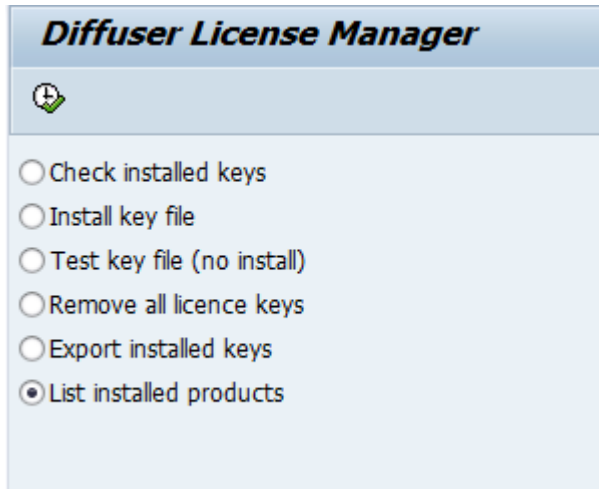 Diffuser License Manager
Check installed keys
Install key file
Test key file (no install)
Remove all licence keys
Export installed keys
List installed products